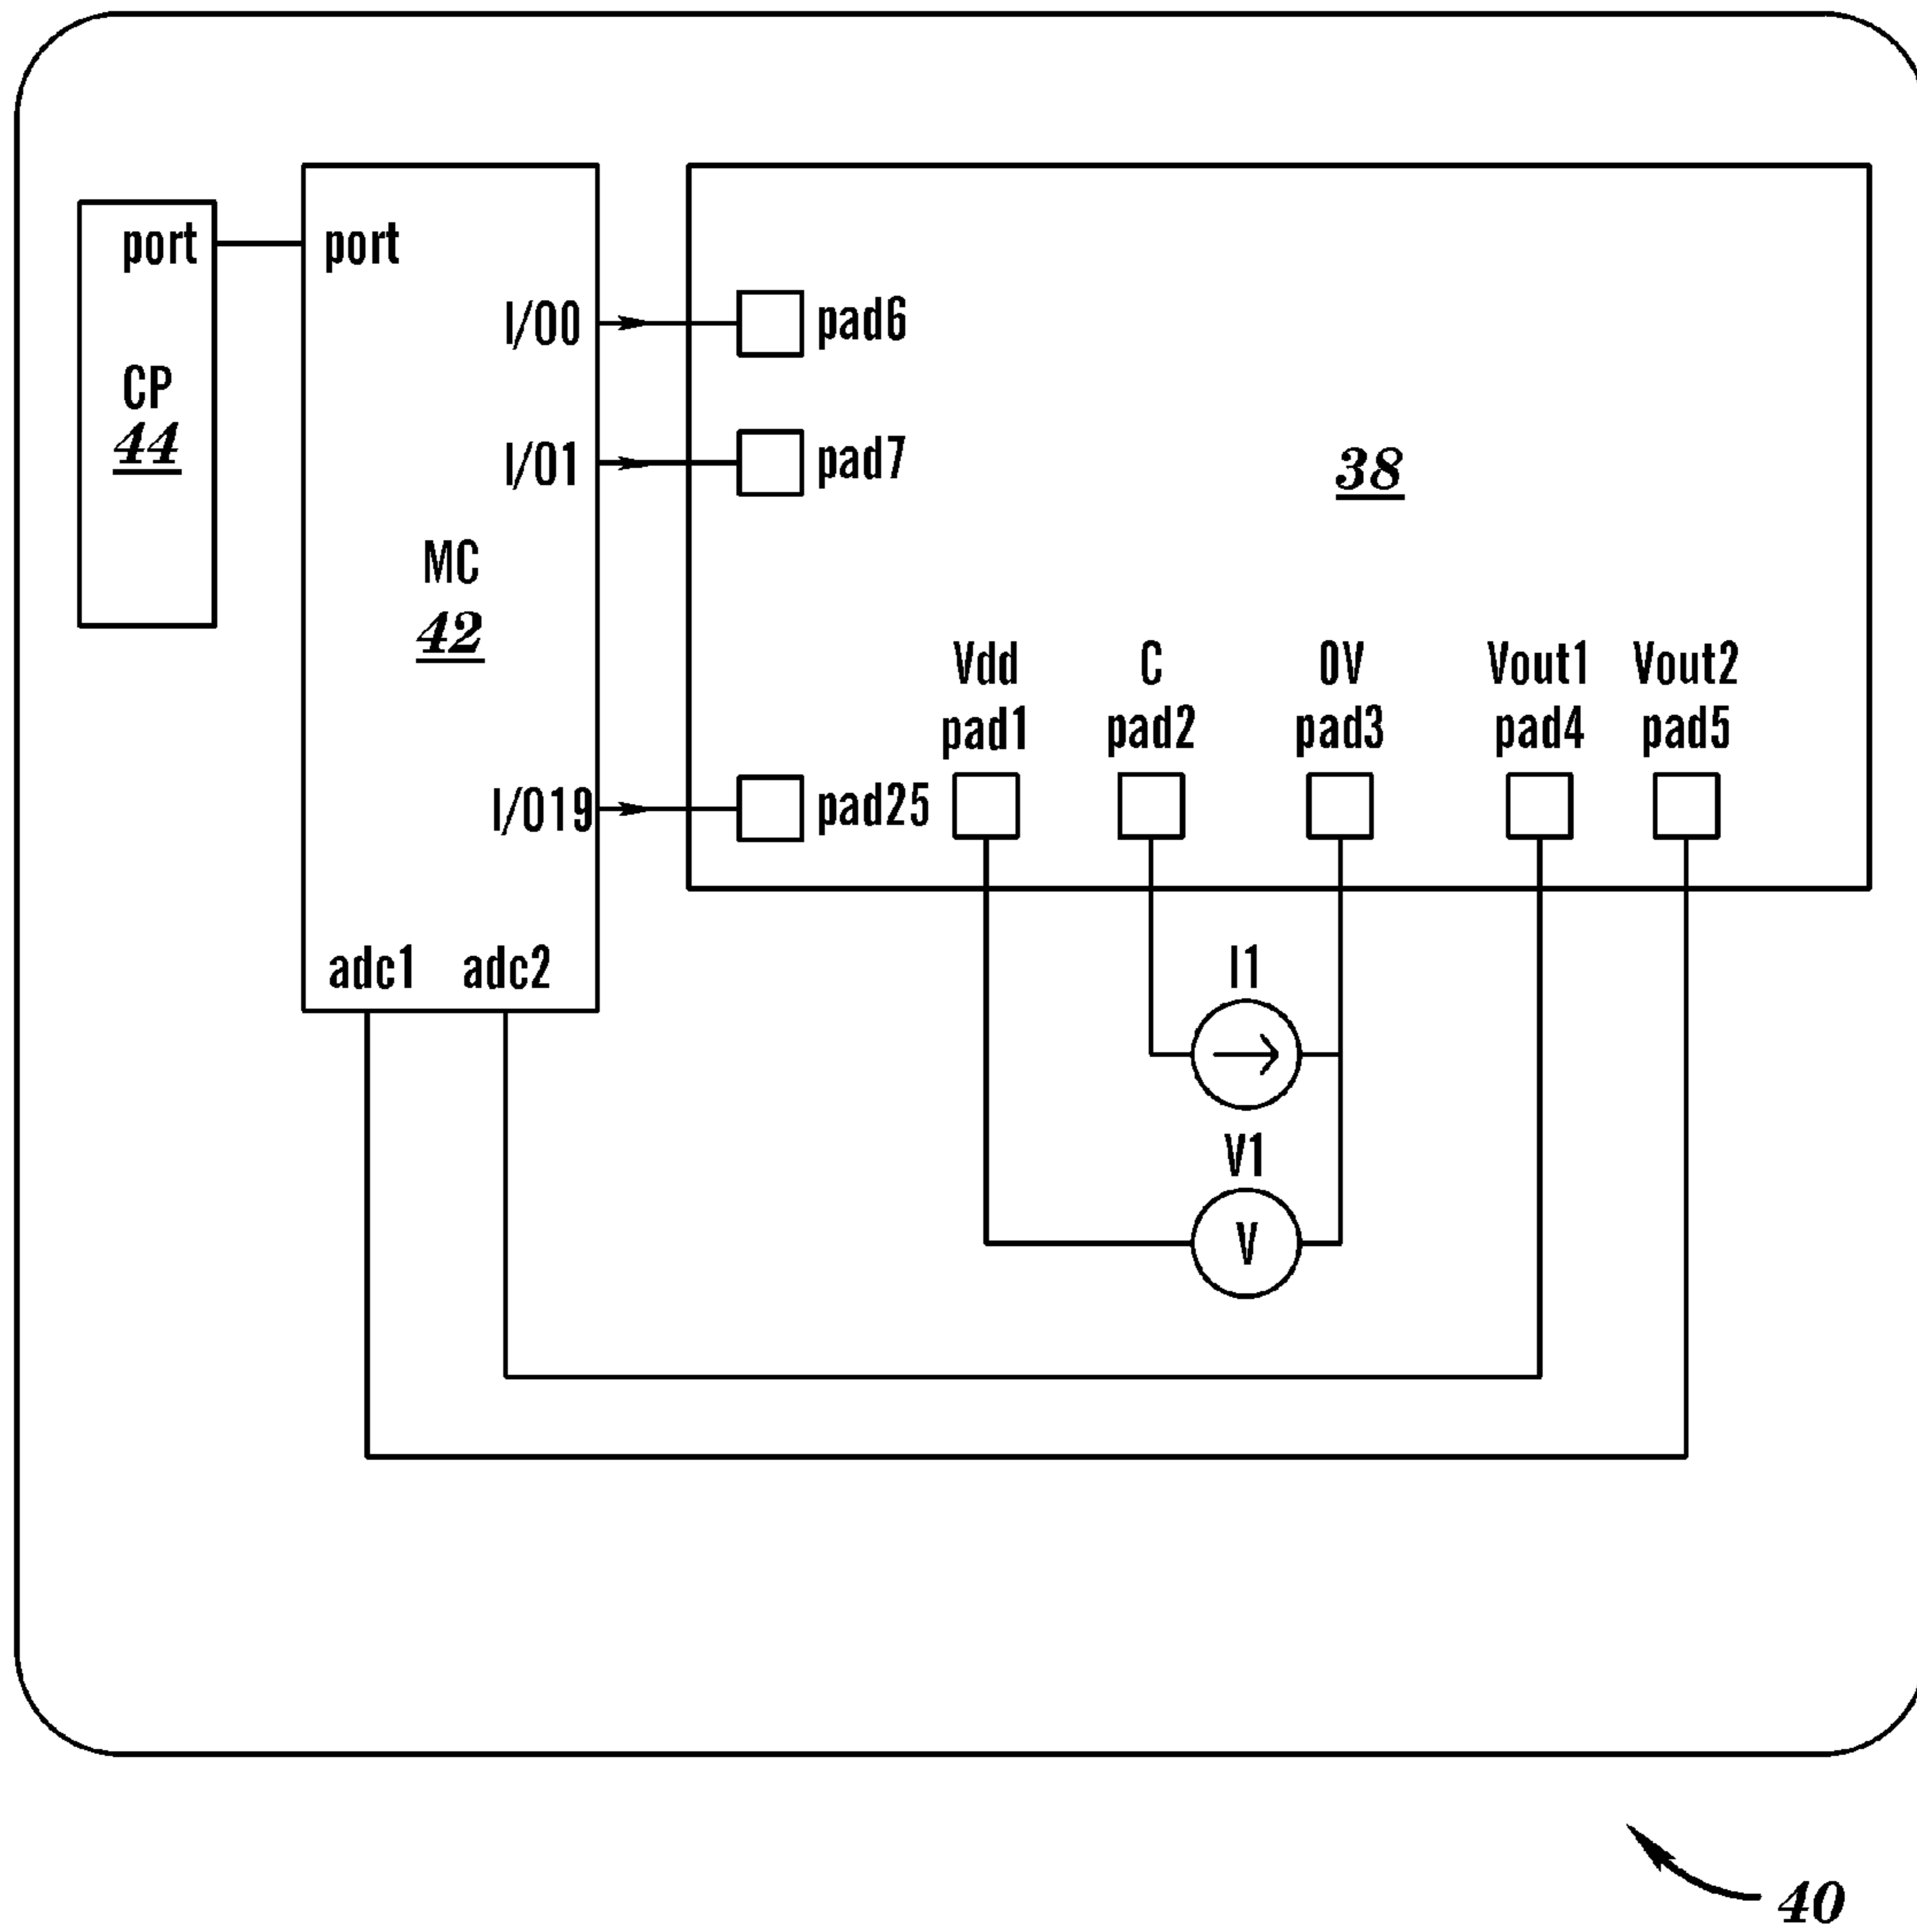 port
port
I/O0
pad6
CP
44
I/O1
pad7
38
MC
42
Vdd
C
0V
Vout1
Vout2
pad1
pad2
pad3
pad4
pad5
I/O19
pad25
adc1
adc2
I1
V1
V
40